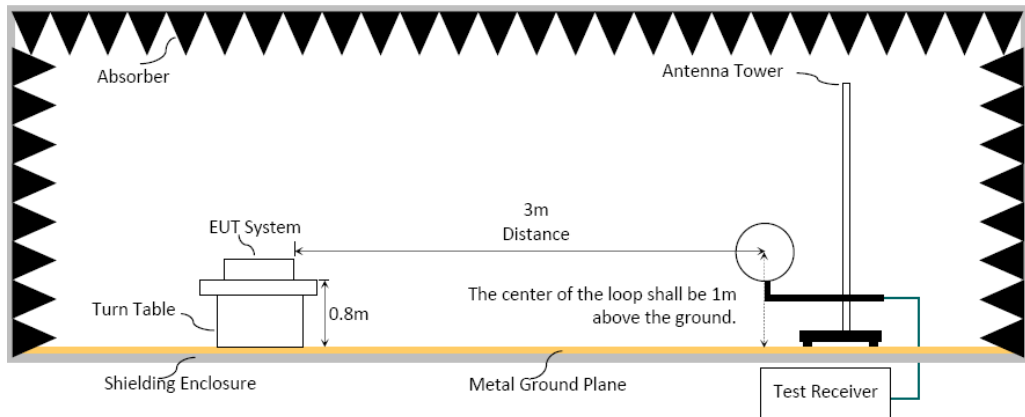 Absorber
Antenna Tower
3m
Distance
EUT System
Turn Table
0.8m
The center of the loop shall be 1m
above the ground.
Shielding Enclosure
Metal Ground Plane
Test Receiver